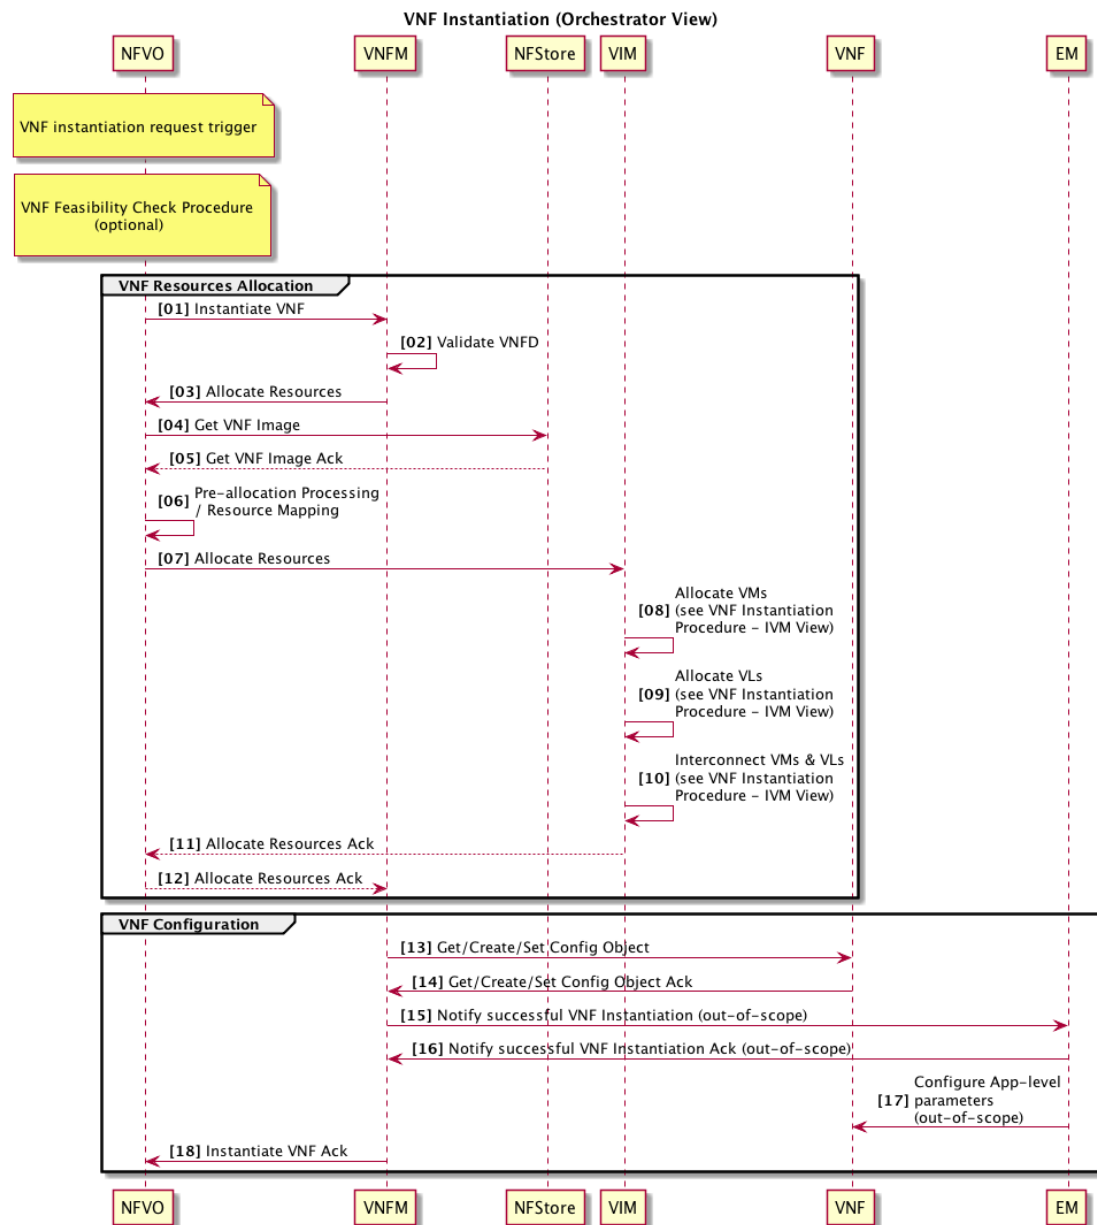 VNF Instantiation (Orchestrator View)
NFVO VNFM NFStore VIM VNF EM
VNF instantiation request trigger
VNF Feasibility Check Procedure
(optional)
VNF Resources Allocation
[01] Instantiate VNF
[02] Validate VNFD
[03] Allocate Resources
[04] Get VNF Image
[05] Get VNF Image Ack
[06] Pre-allocation Processing
/ Resource Mapping
[07] Allocate Resources
Allocate VMs
[08] (see VNF Instantiation
Procedure - IVM View)
Allocate VLs
[09] (see VNF Instantiation
Procedure - IVM View)
Interconnect VMs & VLs
[10] (see VNF Instantiation
Procedure - IVM View)
[11] Allocate Resources Ack
[12] Allocate Resources Ack
VNF Configuration
[13] Get/Create/Set Config Object
[14] Get/Create/Set Config Object Ack
[15] Notify successful VNF Instantiation (out-of-scope)
[16] Notify successful VNF Instantiation Ack (out-of-scope)
Configure App-level
[17] parameters
(out-of-scope)
[18] Instantiate VNF Ack
NFVO VNFM NFStore VIM VNF EM